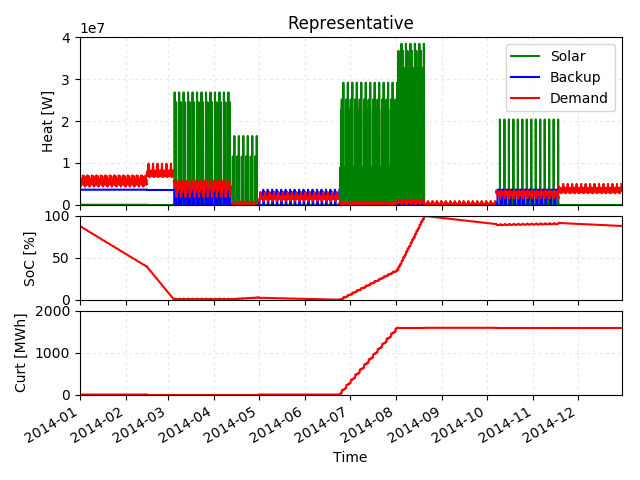 Representative
1e7
4
3
2
1
0
Heat [W]
Solar
Backup
Demand
100
50
0
SoC [%]
2000
1000
0
Curt [MWh]
2014-01
2014-02
2014-03
2014-04
2014-05
2014-06
2014-07
2014-08
2014-09
2014-10
2014-11
2014-12
Time